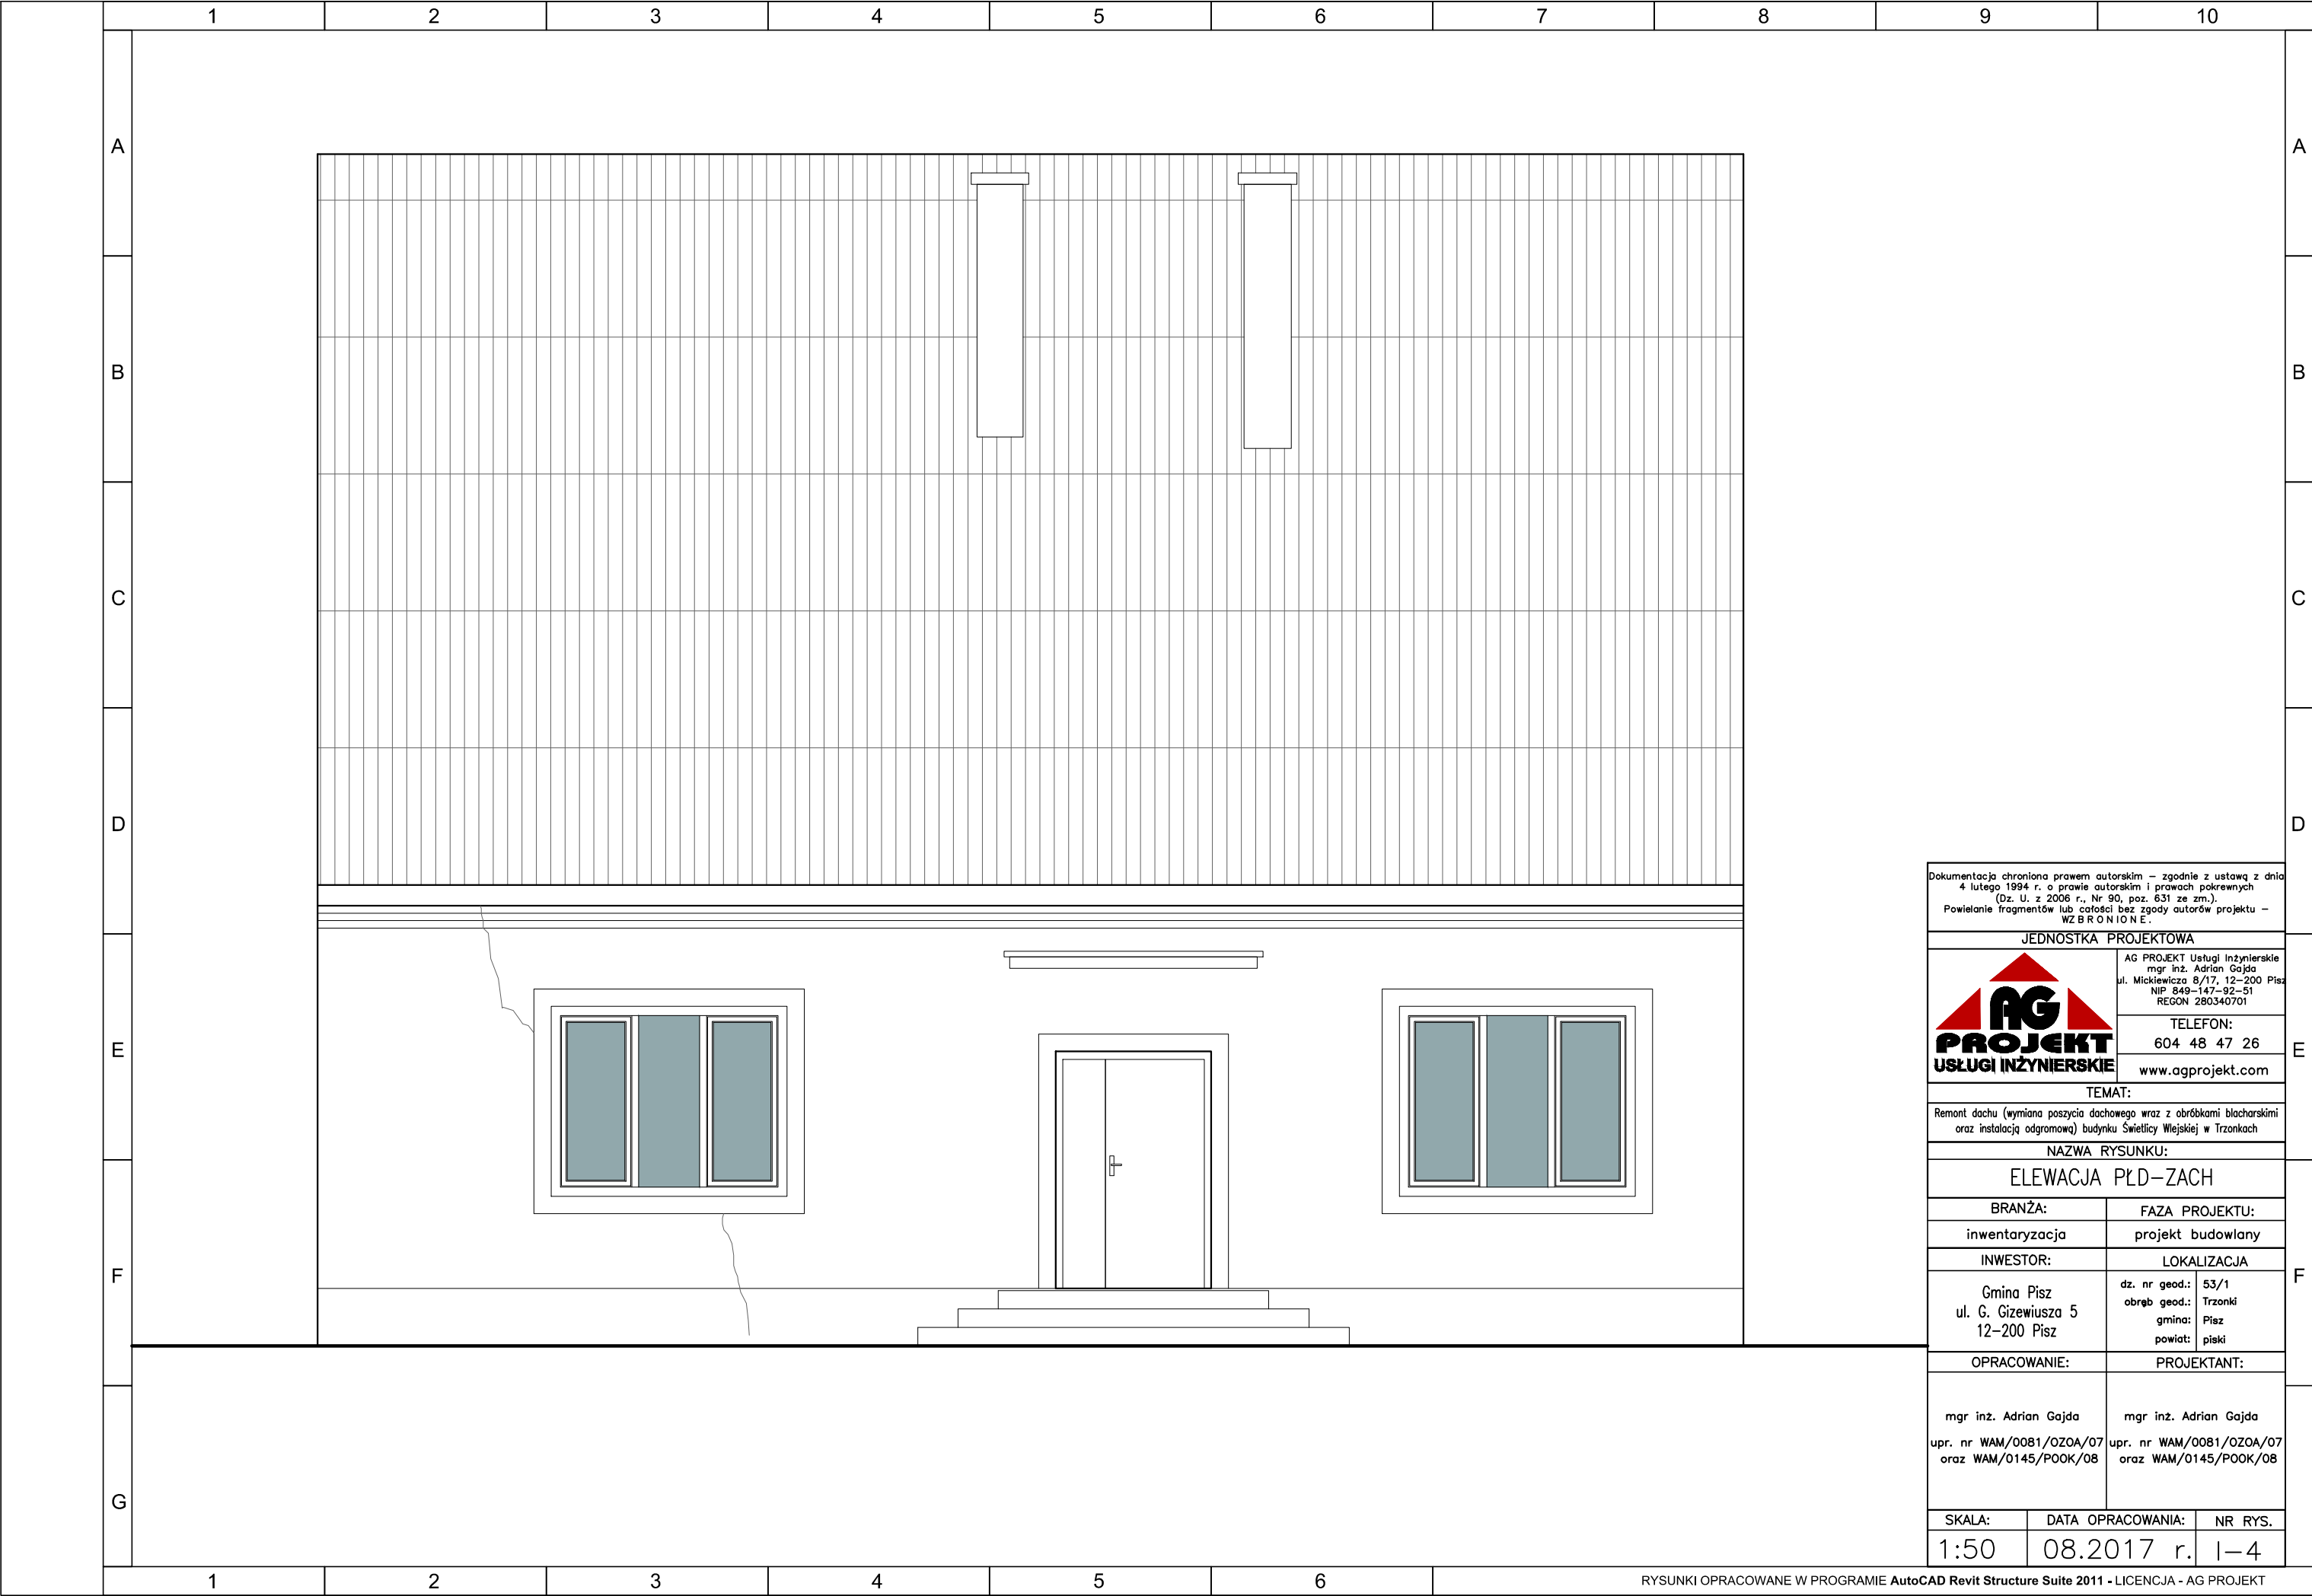 1 2 3 4 5 6 7 8 9 10
A A
B B
C C
D D
Dokumentacja chroniona prawem autorskim – zgodnie z ustawą z dnia
4 lutego 1994 r. o prawie autorskim i prawach pokrewnych
(Dz. U. z 2006 r., Nr 90, poz. 631 ze zm.).
Powielanie fragmentów lub całości bez zgody autorów projektu –
WZBRONIONE.
JEDNOSTKA PROJEKTOWA
AG
PROJEKT
USŁUGI INŻYNIERSKIE
AG PROJEKT Usługi Inżynierskie
mgr inż. Adrian Gajda
ul. Mickiewicza 8/17, 12–200 Pisz
NIP 849–147–92–51
REGON 280340701
TELEFON:
604 48 47 26
www.agprojekt.com
E E
TEMAT:
Remont dachu (wymiana poszycia dachowego wraz z obróbkami blacharskimi
oraz instalacją odgromową) budynku Świetlicy Wiejskiej w Trzonkach
NAZWA RYSUNKU:
ELEWACJA PŁD–ZACH
BRANŻA: FAZA PROJEKTU:
inwentaryzacja projekt budowlany
INWESTOR: LOKALIZACJA
Gmina Pisz
ul. G. Gizewiusza 5
12–200 Pisz
dz. nr geod.: 53/1
obręb geod.: Trzonki
gmina: Pisz
powiat: piski
F F
OPRACOWANIE: PROJEKTANT:
mgr inż. Adrian Gajda mgr inż. Adrian Gajda
upr. nr WAM/0081/OZOA/07 upr. nr WAM/0081/OZOA/07
oraz WAM/0145/POOK/08 oraz WAM/0145/POOK/08
G
SKALA: DATA OPRACOWANIA: NR RYS.
1:50 08.2017 r. I–4
1 2 3 4 5 6
RYSUNKI OPRACOWANE W PROGRAMIE AutoCAD Revit Structure Suite 2011 - LICENCJA - AG PROJEKT